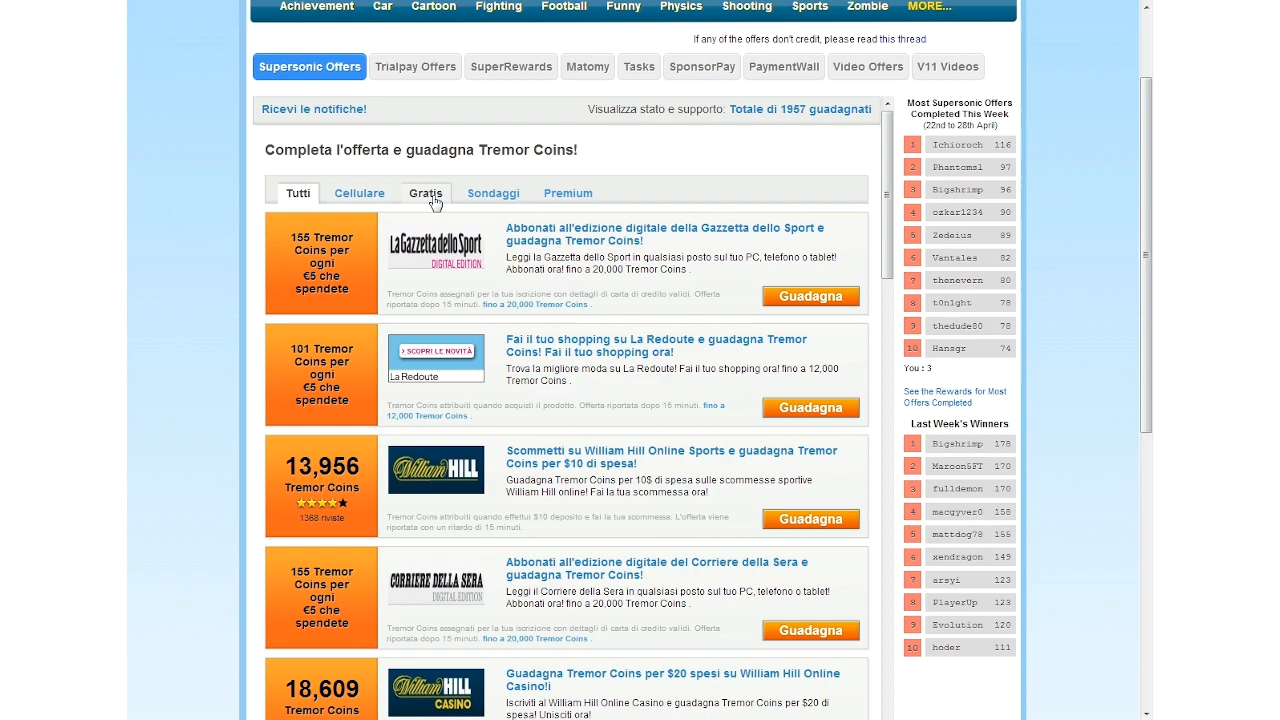 Achievement Car Cartoon Fighting Football Funny Physics Shooting Sports Zombie MORE...
If any of the offers don't credit, please read this thread
Supersonic Offers Trialpay Offers SuperRewards Matomy Tasks SponsorPay PaymentWall Video Offers V11 Videos
Ricevi le notifiche! Visualizza stato e supporto: Totale di 1957 guadagnati
Completa l'offerta e guadagna Tremor Coins!
Tutti Cellulare Gratis Sondaggi Premium
155 Tremor
Coins per
ogni
€5 che
spendete
La Gazzetta dello Sport
DIGITAL EDITION
Abbonati all'edizione digitale della Gazzetta dello Sport e
guadagna Tremor Coins!
Leggi la Gazzetta dello Sport in qualsiasi posto sul tuo PC, telefono o tablet!
Abbonati ora! fino a 20,000 Tremor Coins .
Tremor Coins assegnati per la tua iscrizione con dettagli di carta di credito validi. Offerta
riportata dopo 15 minuti. fino a 20,000 Tremor Coins .
Guadagna
101 Tremor
Coins per
ogni
€5 che
spendete
› SCOPRI LE NOVITÀ
La Redoute
Fai il tuo shopping su La Redoute e guadagna Tremor
Coins! Fai il tuo shopping ora!
Trova la migliore moda su La Redoute! Fai il tuo shopping ora! fino a 12,000
Tremor Coins .
Tremor Coins attribuiti quando acquisti il prodotto. Offerta riportata dopo 15 minuti. fino a
12,000 Tremor Coins .
Guadagna
13,956
Tremor Coins
1368 riviste
William HILL
Scommetti su William Hill Online Sports e guadagna Tremor
Coins per $10 di spesa!
Guadagna Tremor Coins per 10$ di spesa sulle scommesse sportive
William Hill online! Fai la tua scommessa ora!
Tremor Coins attribuiti quando effettui $10 deposito e fai la tua scommessa. L'offerta viene
riportata con un ritardo di 15 minuti.
Guadagna
155 Tremor
Coins per
ogni
€5 che
spendete
CORRIERE DELLA SERA
DIGITAL EDITION
Abbonati all'edizione digitale del Corriere della Sera e
guadagna Tremor Coins!
Leggi il Corriere della Sera in qualsiasi posto sul tuo PC, telefono o tablet!
Abbonati ora! fino a 20,000 Tremor Coins .
Tremor Coins assegnati per la tua iscrizione con dettagli di carta di credito validi. Offerta
riportata dopo 15 minuti. fino a 20,000 Tremor Coins .
Guadagna
18,609
Tremor Coins
William HILL
CASINO
Guadagna Tremor Coins per $20 spesi su William Hill Online
Casino!i
Iscriviti al William Hill Online Casino e guadagna Tremor Coins per $20 di
spesa! Unisciti ora!
Most Supersonic Offers
Completed This Week
(22nd to 28th April)
1 Ichioroch 116
2 Phantomsl 97
3 Bigshrimp 96
4 ozkar1234 90
5 Zedeius 89
6 Vantales 82
7 thenevern 80
8 t0n1ght 78
9 thedude80 78
10 Hansgr 74
You : 3
See the Rewards for Most
Offers Completed
Last Week's Winners
1 Bigshrimp 178
2 Maroon5FT 170
3 fulldemon 170
4 macgyver0 158
5 mattdog78 155
6 xendragon 149
7 arsyi 123
8 PlayerUp 123
9 Evolution 120
10 hoder 111